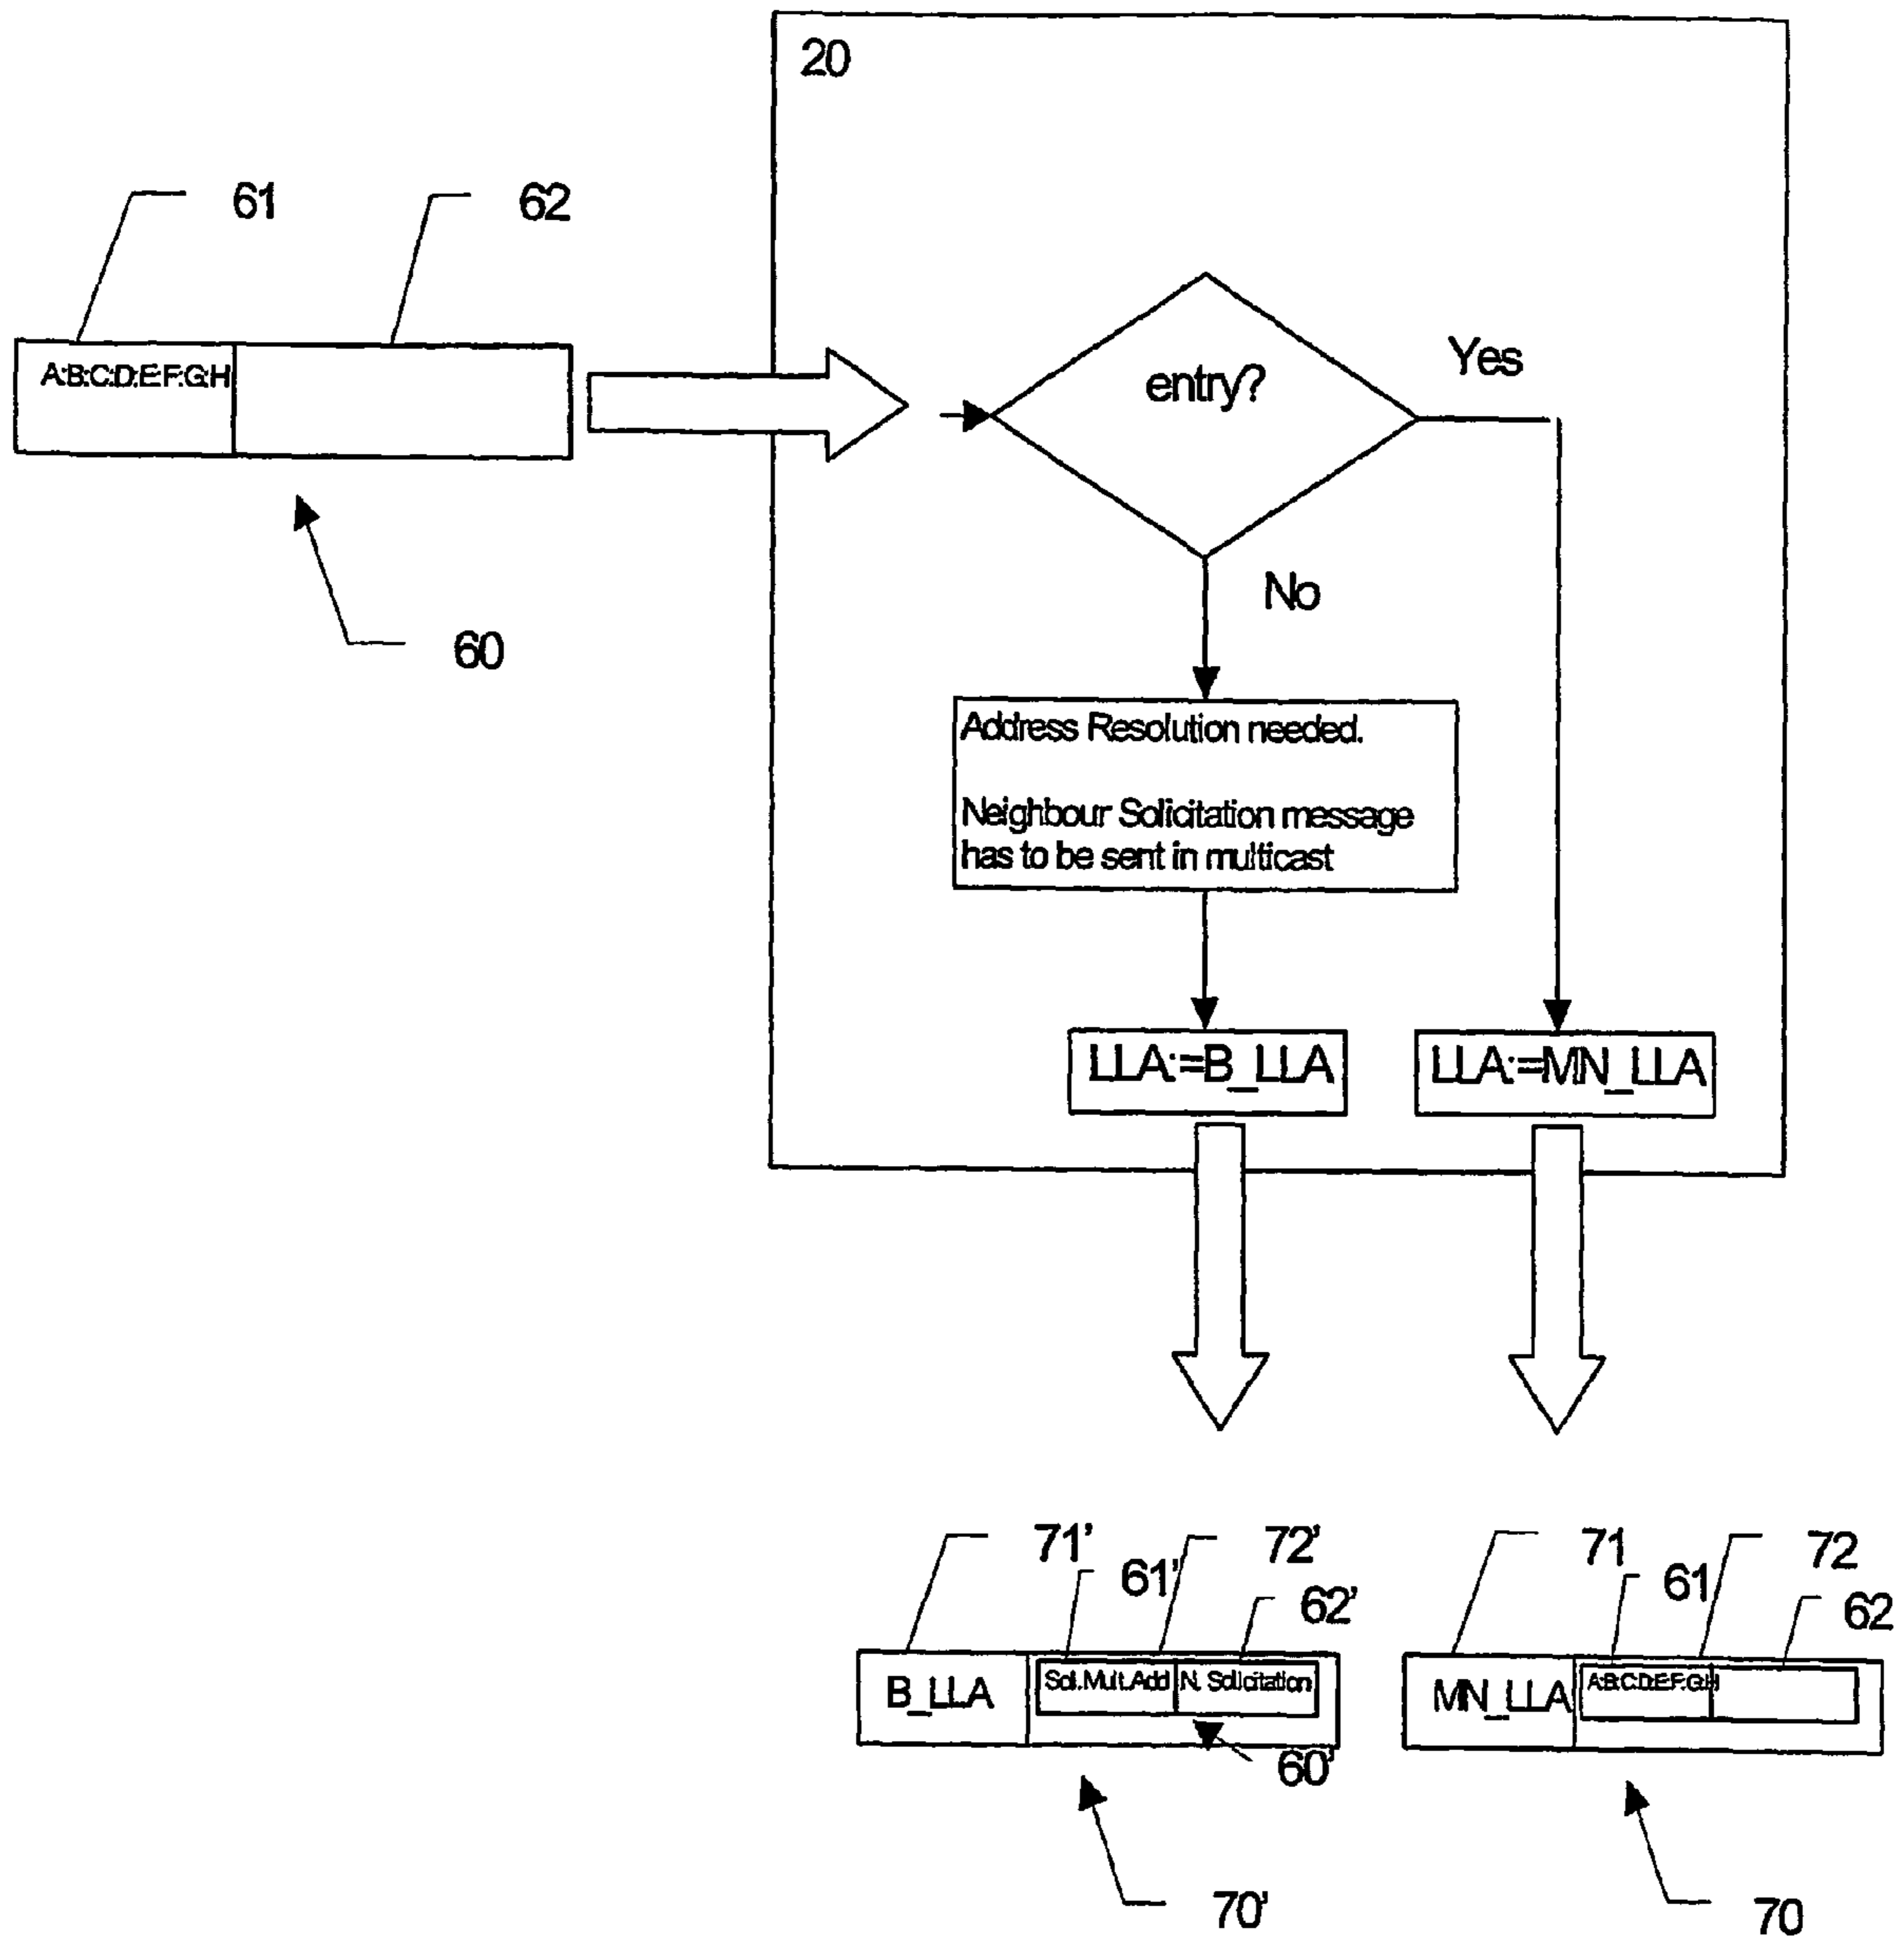 20
61
62
A:B:C:D:E:F:G:H
entry?
Yes
60
No
Address Resolution needed.
Neighbour Solicitation message
has to be sent in multicast
LLA:=B_LLA
LLA:=MN_LLA
71'
61'
72'
62'
71
61
72
62
B_LLA
Sol.Mult.Add
N. Solicitation
MN_LLA
A:B:C:D:E:F:G:H
60'
70'
70